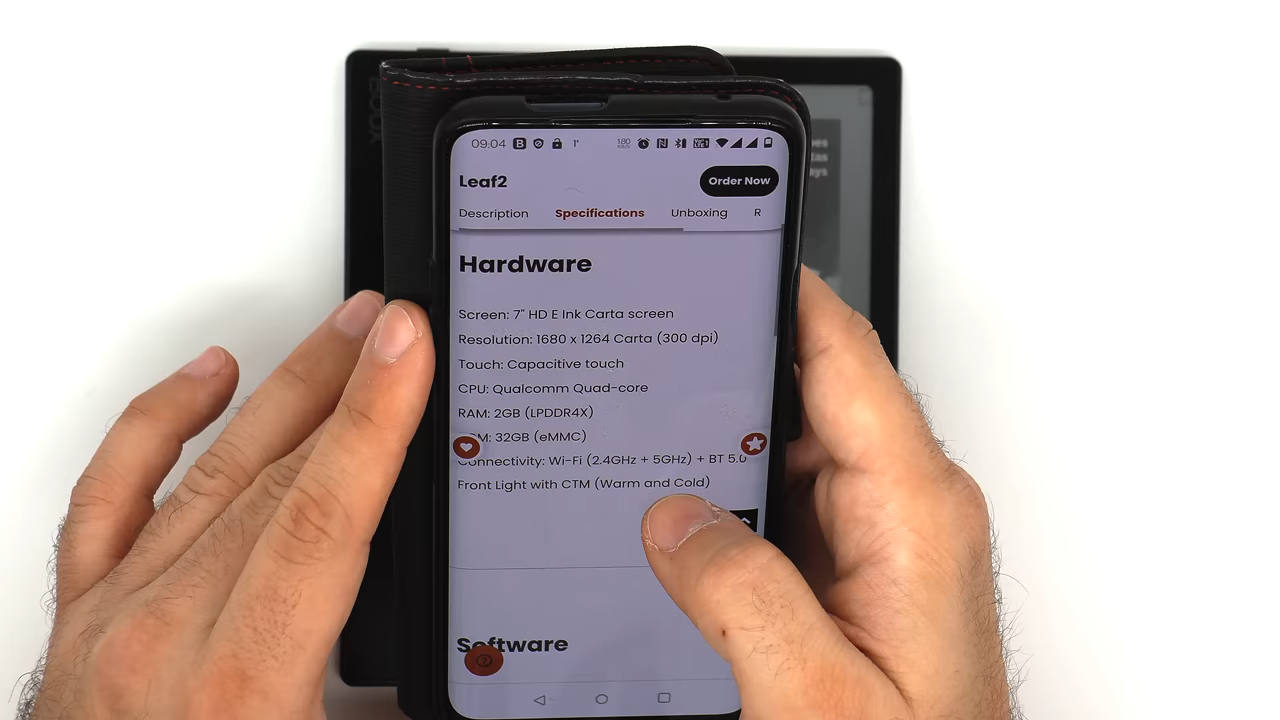 BOOX
09:04
Leaf2
Order Now
Description Specifications Unboxing R
Hardware
Screen: 7" HD E Ink Carta screen
Resolution: 1680 x 1264 Carta (300 dpi)
Touch: Capacitive touch
CPU: Qualcomm Quad-core
RAM: 2GB (LPDDR4X)
M: 32GB (eMMC)
Connectivity: Wi-Fi (2.4GHz + 5GHz) + BT 5.0
Front Light with CTM (Warm and Cold)
Software